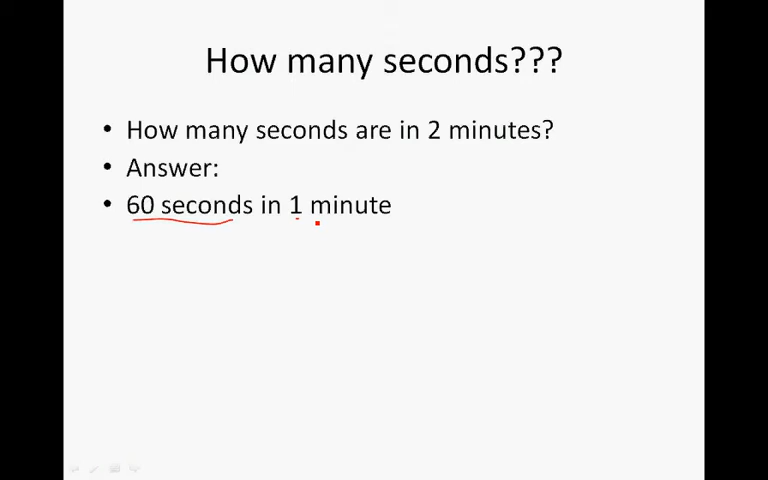 How many seconds???
• How many seconds are in 2 minutes?
• Answer:
• 60 seconds in 1 minute